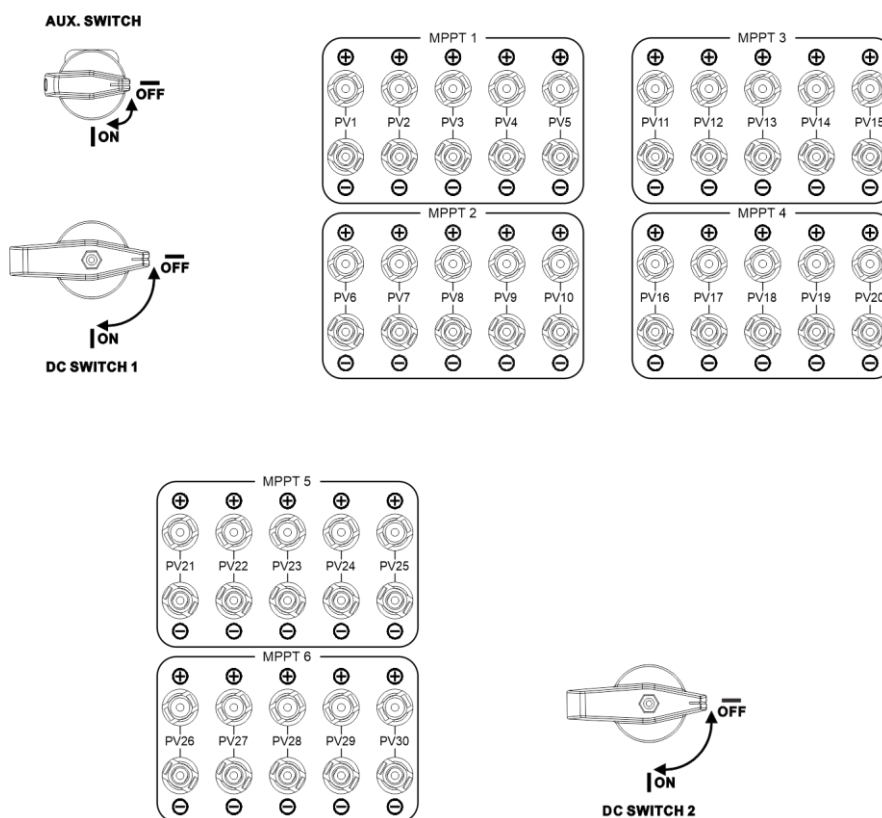 AUX. SWITCH
OFF
ON
OFF
ON
DC SWITCH 1
MPPT 1
PV1 PV2 PV3 PV4 PV5
MPPT 2
PV6 PV7 PV8 PV9 PV10
MPPT 3
PV11 PV12 PV13 PV14 PV15
MPPT 4
PV16 PV17 PV18 PV19 PV20
MPPT 5
PV21 PV22 PV23 PV24 PV25
MPPT 6
PV26 PV27 PV28 PV29 PV30
OFF
ON
DC SWITCH 2